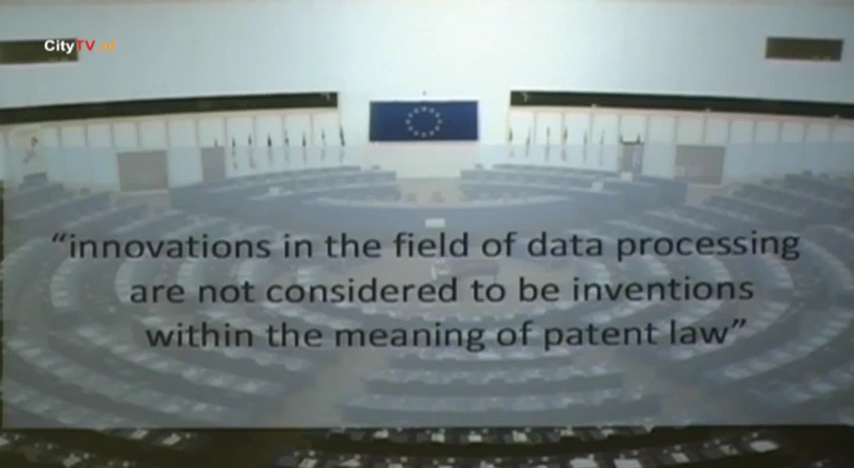 CityTV.nl
“innovations in the field of data processing
are not considered to be inventions
within the meaning of patent law”